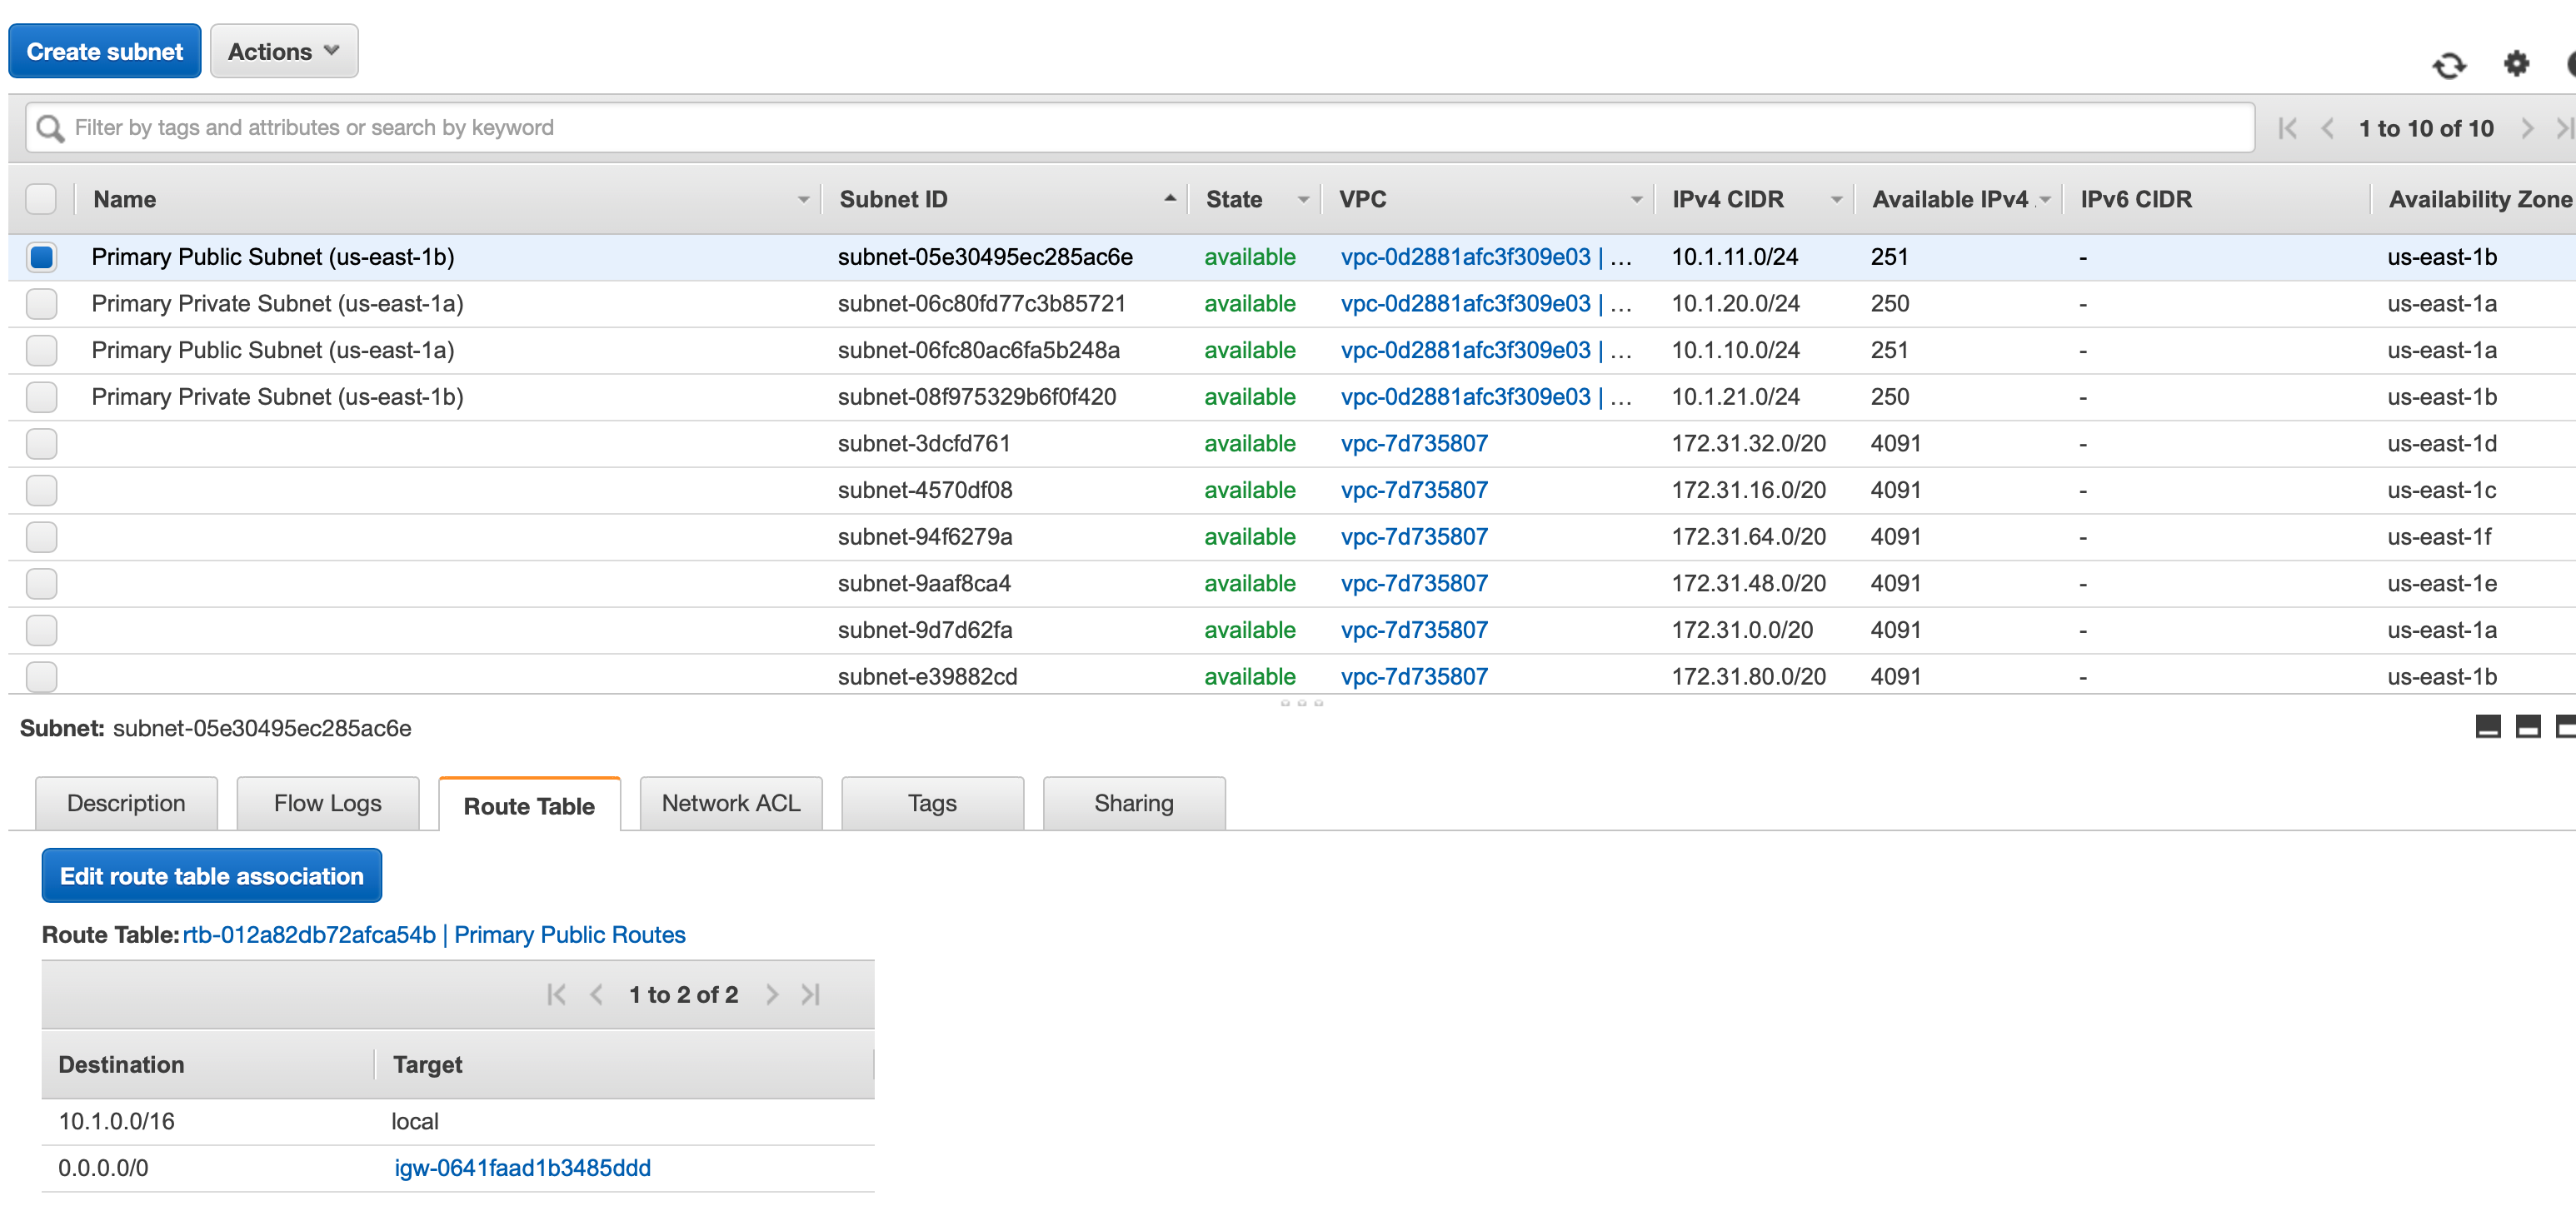 Create subnet Actions
Filter by tags and attributes or search by keyword 1 to 10 of 10
Name Subnet ID State VPC IPv4 CIDR Available IPv4 IPv6 CIDR Availability Zone
Primary Public Subnet (us-east-1b) subnet-05e30495ec285ac6e available vpc-0d2881afc3f309e03 | ... 10.1.11.0/24 251 - us-east-1b
Primary Private Subnet (us-east-1a) subnet-06c80fd77c3b85721 available vpc-0d2881afc3f309e03 | ... 10.1.20.0/24 250 - us-east-1a
Primary Public Subnet (us-east-1a) subnet-06fc80ac6fa5b248a available vpc-0d2881afc3f309e03 | ... 10.1.10.0/24 251 - us-east-1a
Primary Private Subnet (us-east-1b) subnet-08f975329b6f0f420 available vpc-0d2881afc3f309e03 | ... 10.1.21.0/24 250 - us-east-1b
subnet-3dcfd761 available vpc-7d735807 172.31.32.0/20 4091 - us-east-1d
subnet-4570df08 available vpc-7d735807 172.31.16.0/20 4091 - us-east-1c
subnet-94f6279a available vpc-7d735807 172.31.64.0/20 4091 - us-east-1f
subnet-9aaf8ca4 available vpc-7d735807 172.31.48.0/20 4091 - us-east-1e
subnet-9d7d62fa available vpc-7d735807 172.31.0.0/20 4091 - us-east-1a
subnet-e39882cd available vpc-7d735807 172.31.80.0/20 4091 - us-east-1b
Subnet: subnet-05e30495ec285ac6e
Description Flow Logs Route Table Network ACL Tags Sharing
Edit route table association
Route Table: rtb-012a82db72afca54b | Primary Public Routes
1 to 2 of 2
Destination Target
10.1.0.0/16 local
0.0.0.0/0 igw-0641faad1b3485ddd